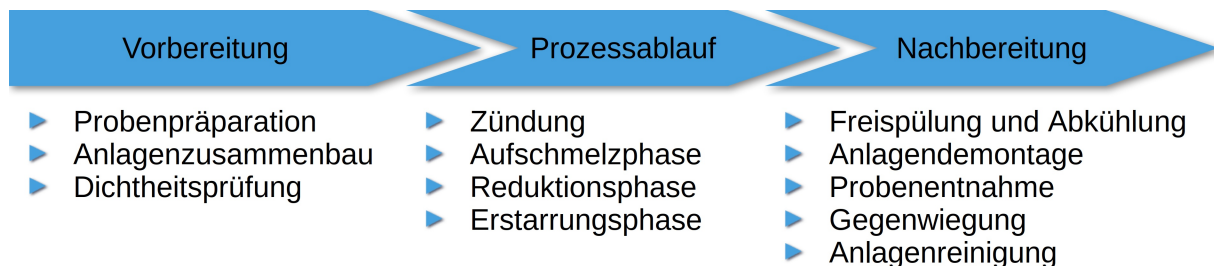 Vorbereitung
Probenpräparation
Anlagenzusammenbau
Dichtheitsprüfung
Prozessablauf
Zündung
Aufschmelzphase
Reduktionsphase
Erstarrungsphase
Nachbereitung
Freispülung und Abkühlung
Anlagendemontage
Probenentnahme
Gegenwiegung
Anlagenreinigung